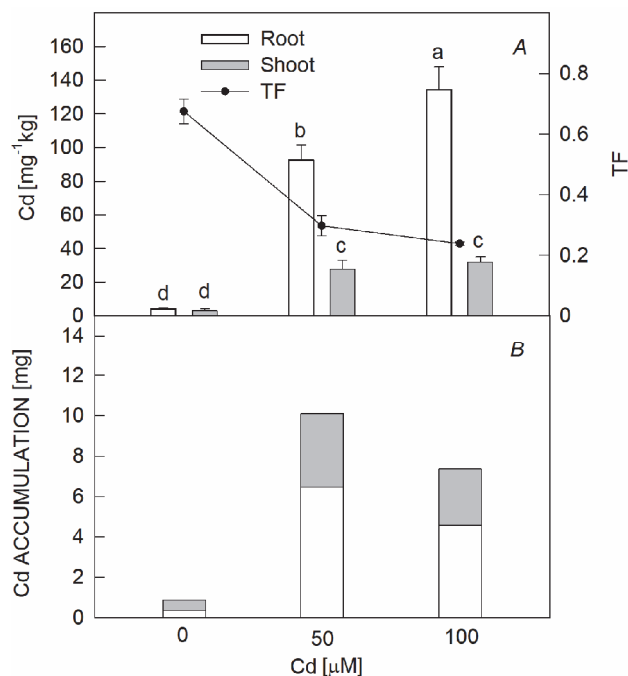 A
Root
Shoot
TF
160
140
120
100
80
60
40
20
0
Cd [mg⁻¹kg]
0.8
0.6
0.4
0.2
0
TF
d
d
b
c
a
c
B
14
12
10
8
6
4
2
0
Cd ACCUMULATION [mg]
0
50
100
Cd [μM]